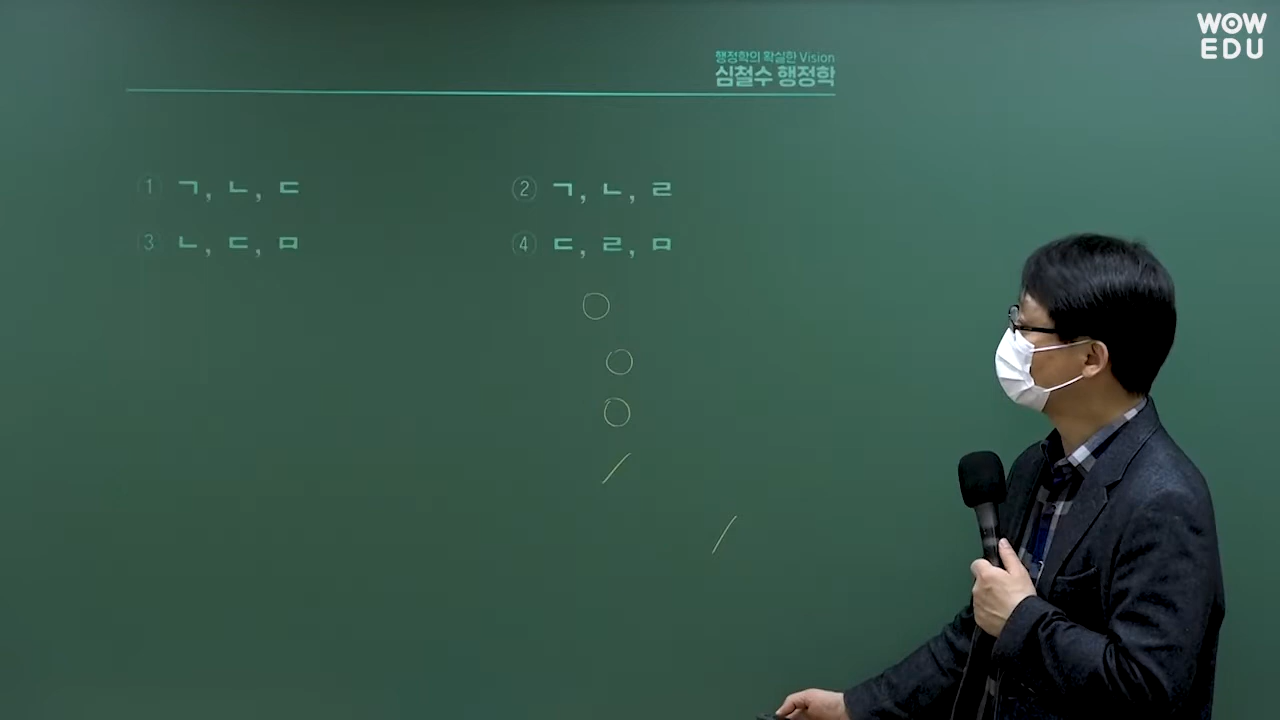 WOW
EDU
행정학의 확실한 Vision
심철수 행정학
① ㄱ, ㄴ, ㄷ
② ㄱ, ㄴ, ㄹ
③ ㄴ, ㄷ, ㅁ
④ ㄷ, ㄹ, ㅁ